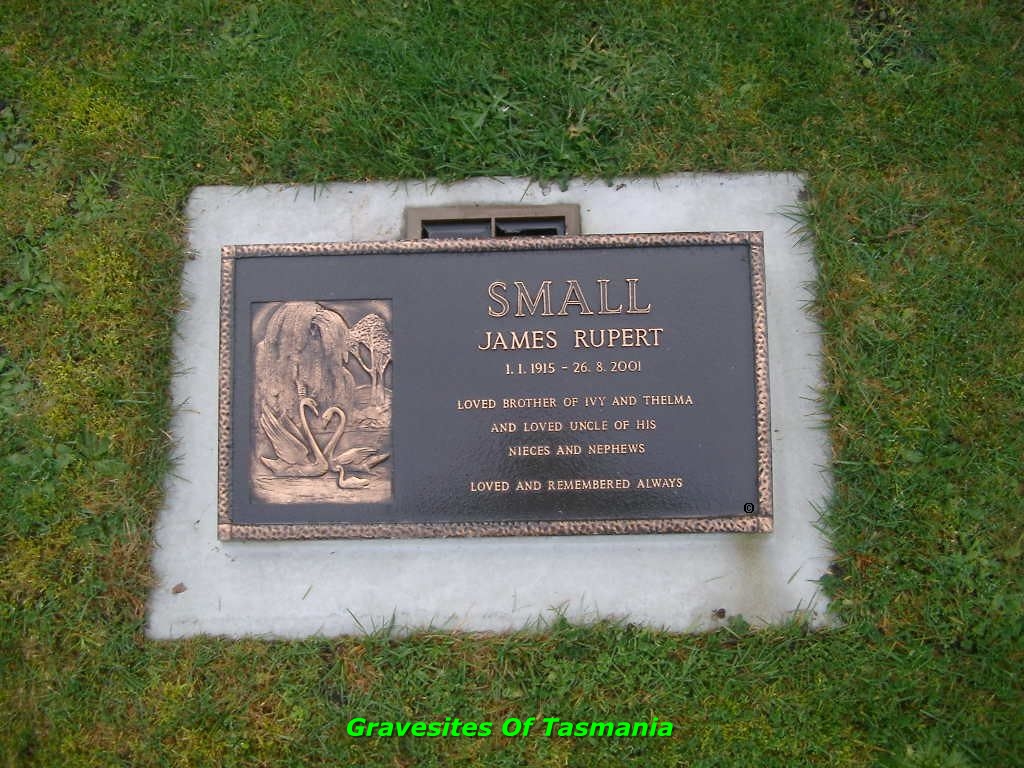 SMALL
JAMES RUPERT
1. 1. 1915 - 26. 8. 2001
LOVED BROTHER OF IVY AND THELMA
AND LOVED UNCLE OF HIS
NIECES AND NEPHEWS
LOVED AND REMEMBERED ALWAYS
©
Gravesites Of Tasmania